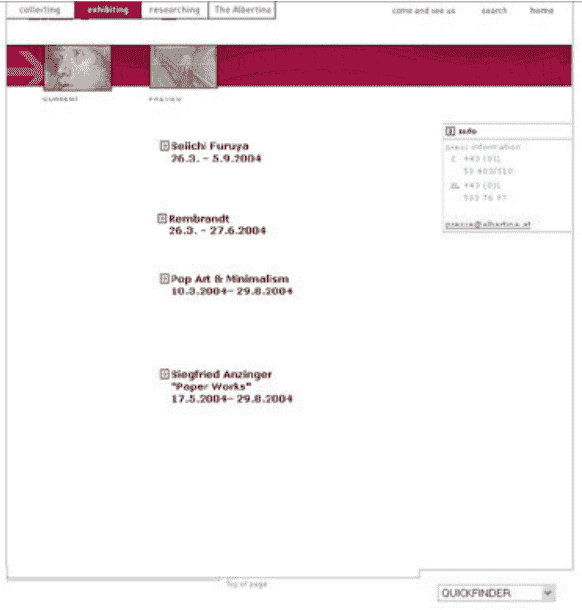 collecting exhibiting researching The Albertina come and see us search home
CURRENT PREVIEW
Seiichi Furuya
26.3. - 5.9.2004
Rembrandt
26.3. - 27.6.2004
Pop Art & Minimalism
10.3.2004- 29.8.2004
Siegfried Anzinger
"Paper Works"
17.5.2004- 29.8.2004
info
press information
+43 (0)1
+43 (0)1
533 76 97
presse@albertina.at
Top of page
QUICKFINDER